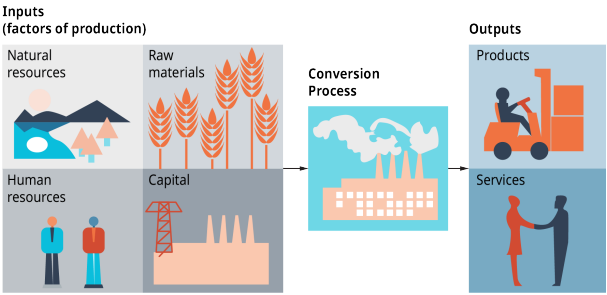 Inputs
(factors of production)
Natural
resources
Raw
materials
Human
resources
Capital
Conversion
Process
Outputs
Products
Services